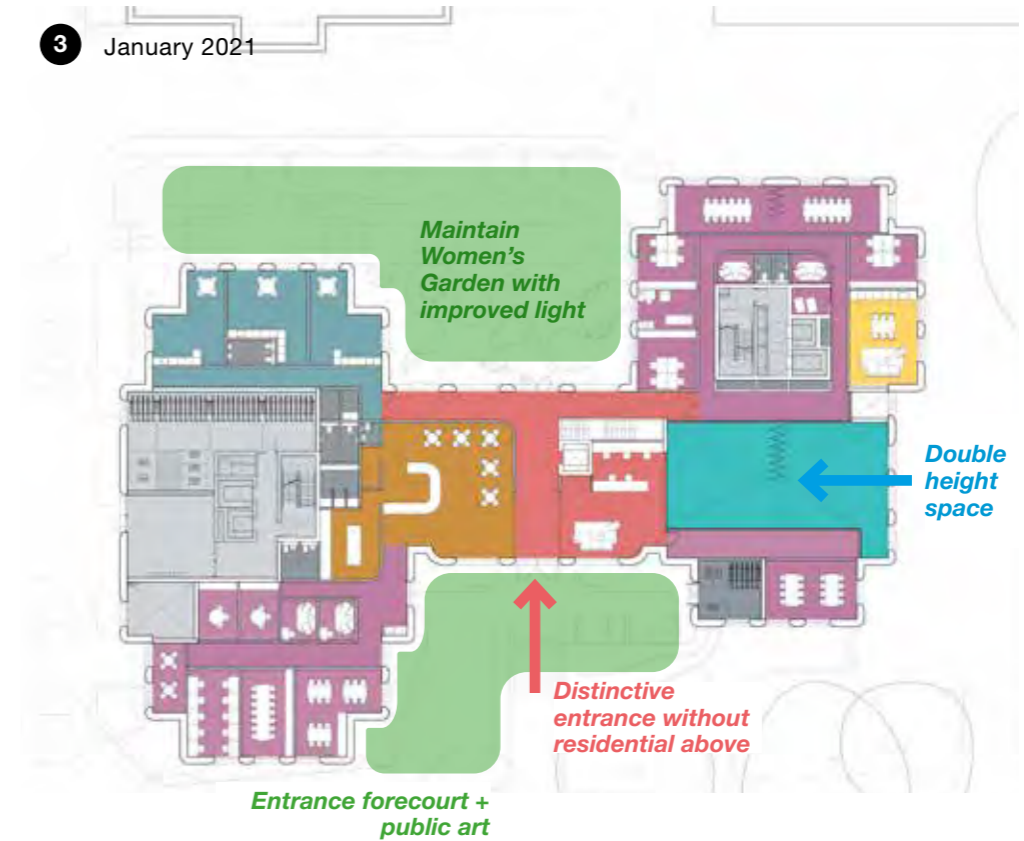 3 January 2021
Maintain
Women's
Garden with
improved light
Double
height
space
Distinctive
entrance without
residential above
Entrance forecourt +
public art